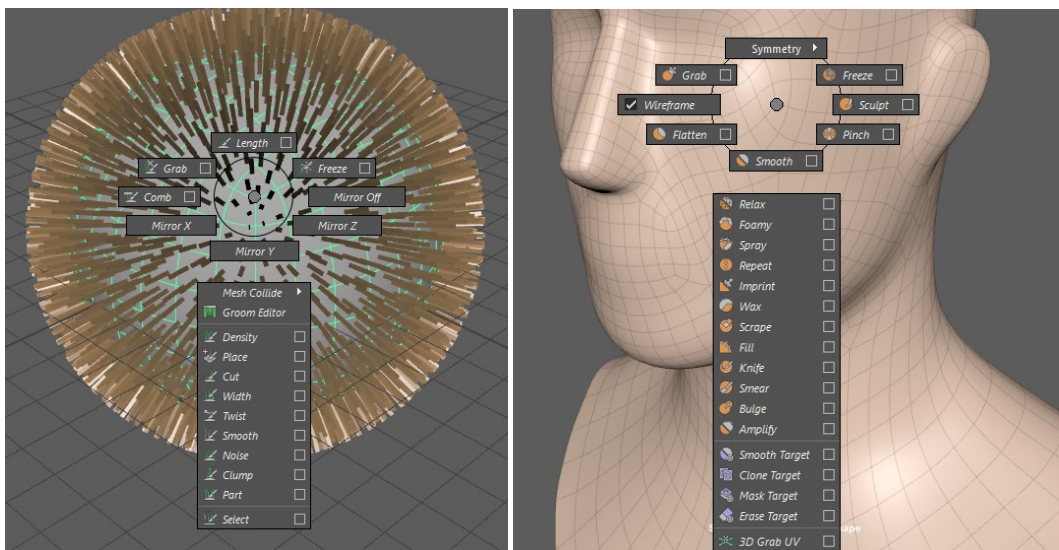 Length
Grab
Freeze
Comb
Mirror Off
Mirror X
Mirror Z
Mirror Y
Mesh Collide
Groom Editor
Density
Place
Cut
Width
Twist
Smooth
Noise
Clump
Part
Select
Symmetry
Grab
Freeze
Wireframe
Sculpt
Flatten
Pinch
Smooth
Relax
Foamy
Spray
Repeat
Imprint
Wax
Scrape
Fill
Knife
Smear
Bulge
Amplify
Smooth Target
Clone Target
Mask Target
Erase Target
3D Grab UV